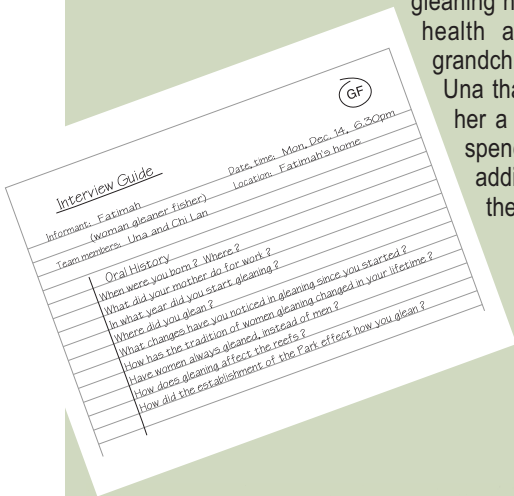 gleaning
health a
grandch
Una tha
her a
spen
addi
the
GF
Interview Guide
Informant: Fatimah
(woman gleaner fisher)
Team members: Una and Chi Lan
Date, time: Mon, Dec. 14, 6.30pm
Location: Fatimah's home
Oral History
When were you born? Where?
What did your mother do for work?
In what year did you start gleaning?
Where did you glean?
What changes have you noticed in gleaning since you started?
How has the tradition of women gleaning changed in your lifetime?
Have women always gleaned, instead of men?
How does gleaning affect the reefs?
How did the establishment of the Park effect how you glean?